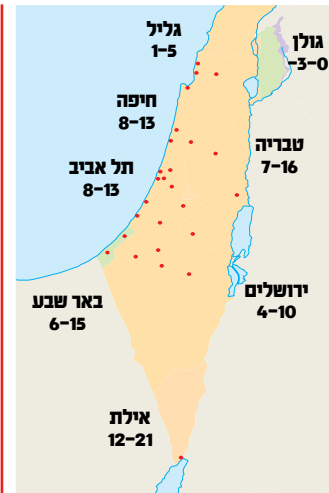 גליל
1-5
גולן
-3-0
חיפה
8-13
טבריה
7-16
תל אביב
8-13
ירושלים
4-10
באר שבע
6-15
אילת
12-21